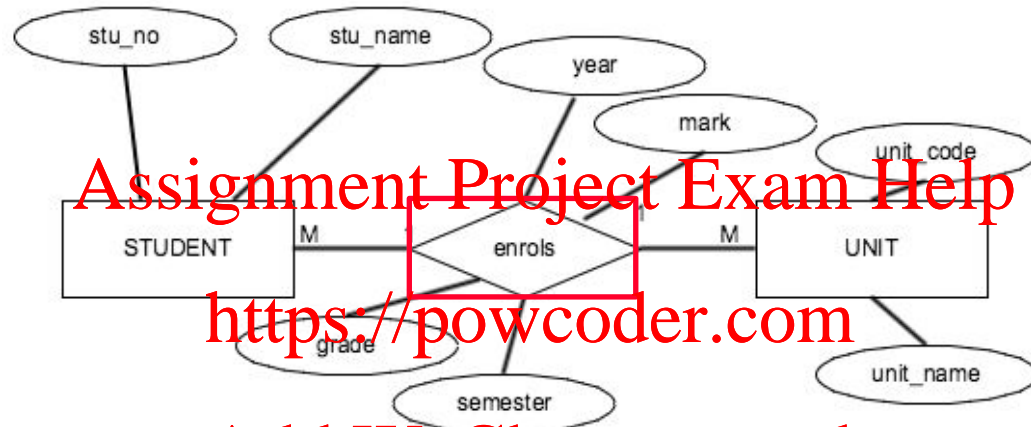 stu_no
stu_name
year
mark
unit_code
Assignment Project Exam Help
STUDENT
M
enrols
M
UNIT
https://powcoder.com
grade
unit_name
semester